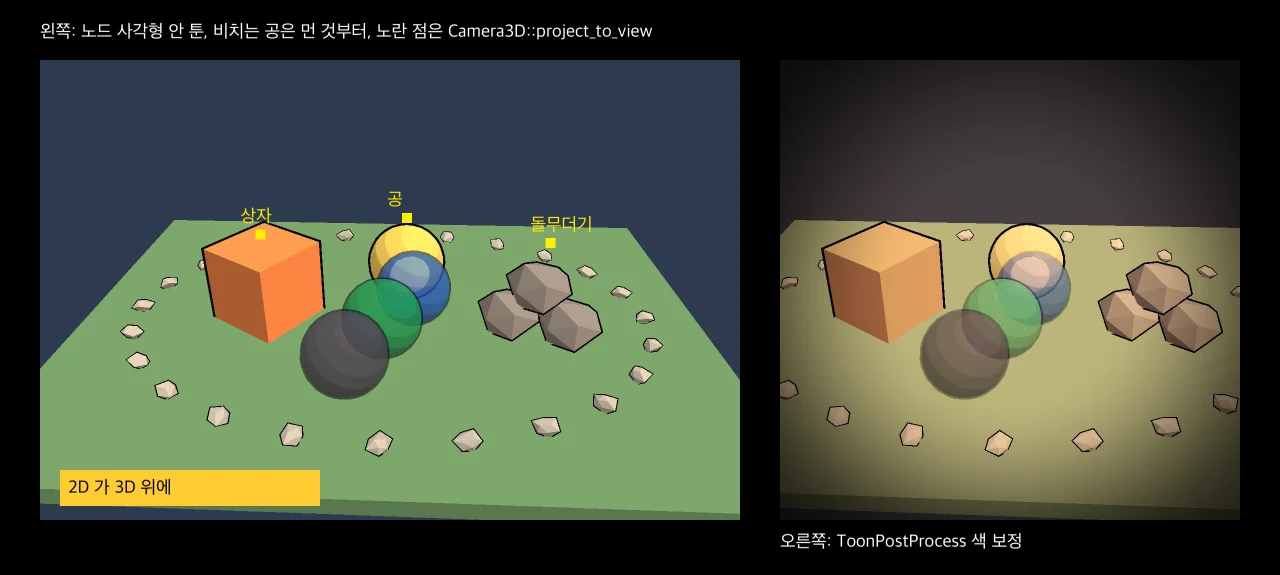 왼쪽: 노드 사각형 안 툰, 비치는 공은 먼 것부터, 노란 점은 Camera3D::project_to_view
공
상자
돌무더기
2D 가 3D 위에
오른쪽: ToonPostProcess 색 보정